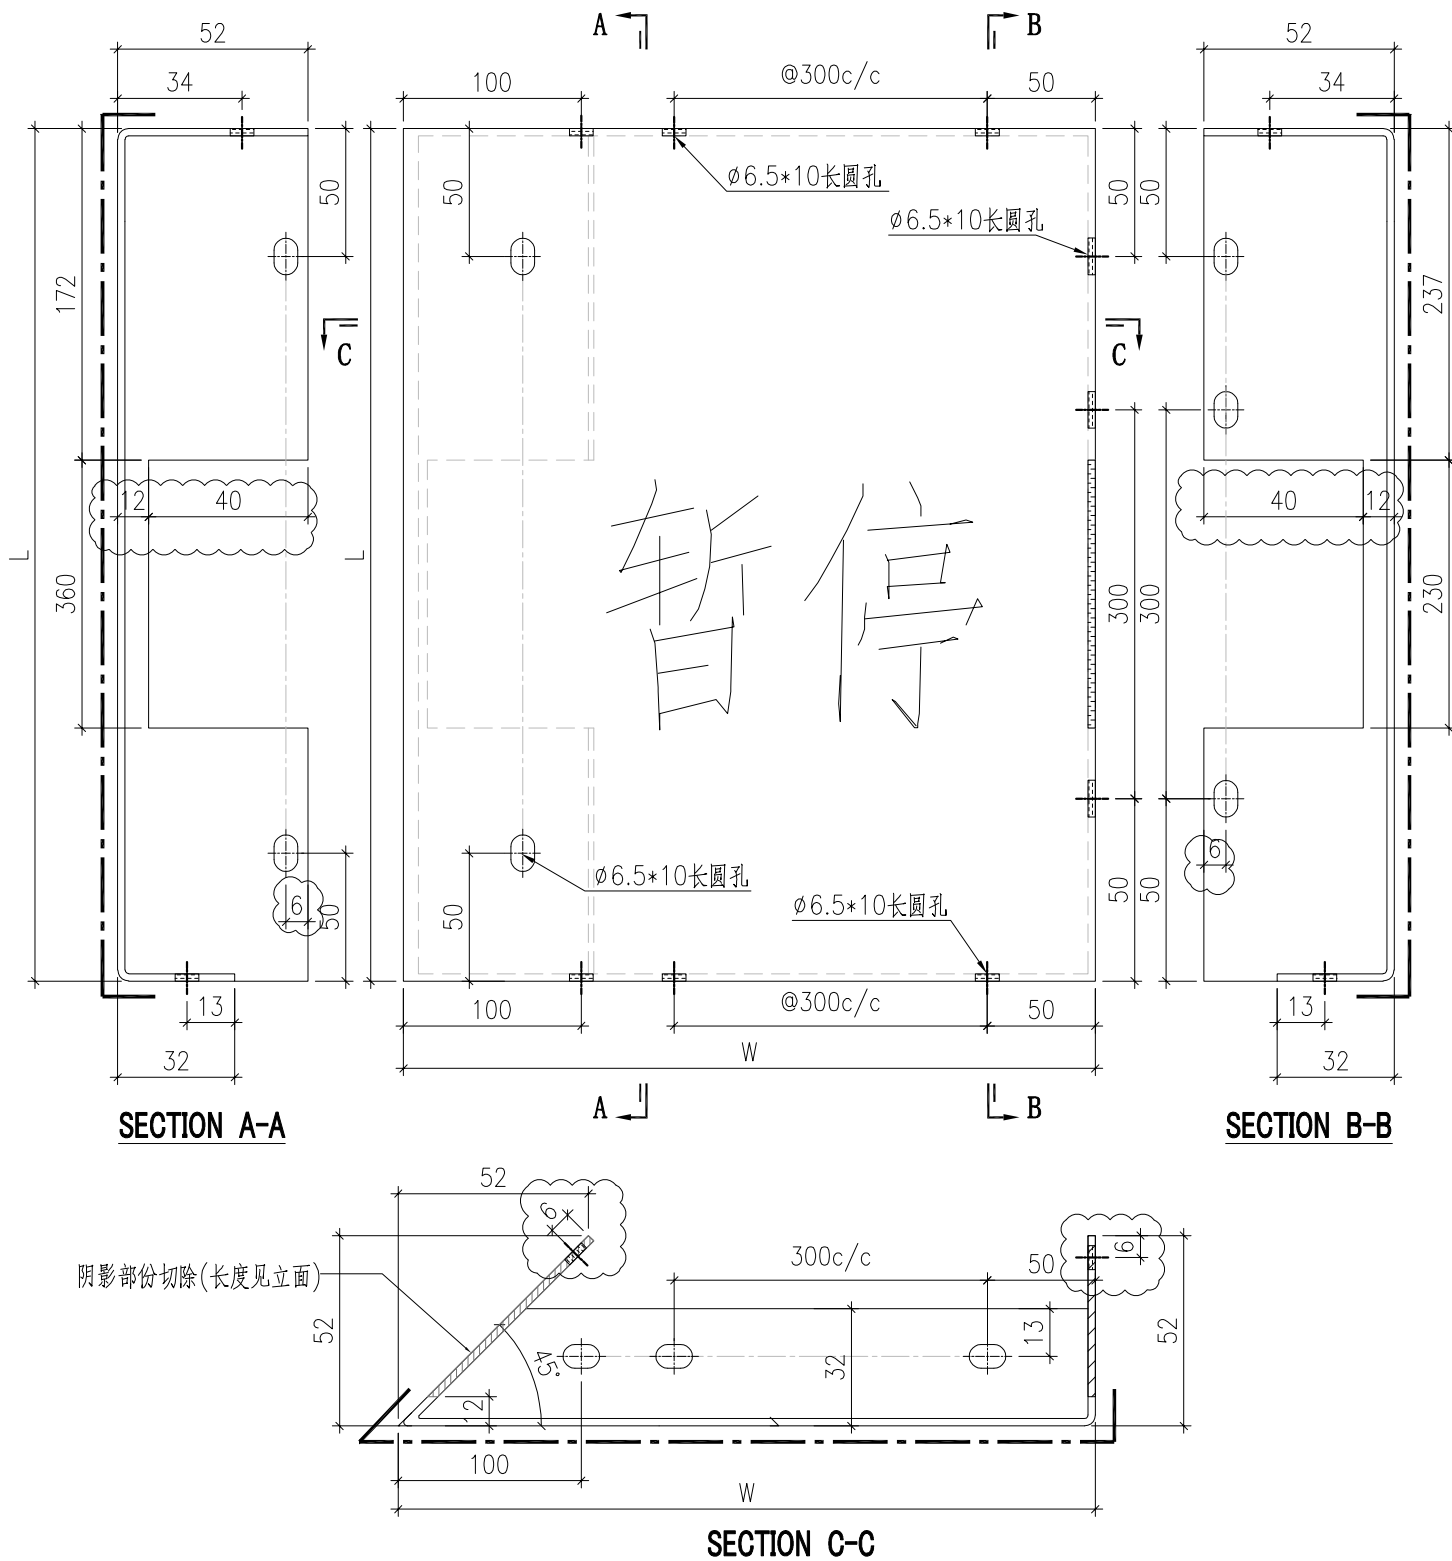 A B
52 100 @300c/c 50 52
34 34
50 50 50 50
ø6.5*10长圆孔
ø6.5*10长圆孔
172 237
C C
12 40 40 12
L L
暂停
360 300 300 230
6 50 50 50 50 6
ø6.5*10长圆孔
ø6.5*10长圆孔
13 100 @300c/c 50 13
32 W 32
A B
SECTION A-A SECTION B-B
52
6
300c/c 50 6
阴影部份切除(长度见立面)
52 45° 32 13 52
12
100
W
SECTION C-C